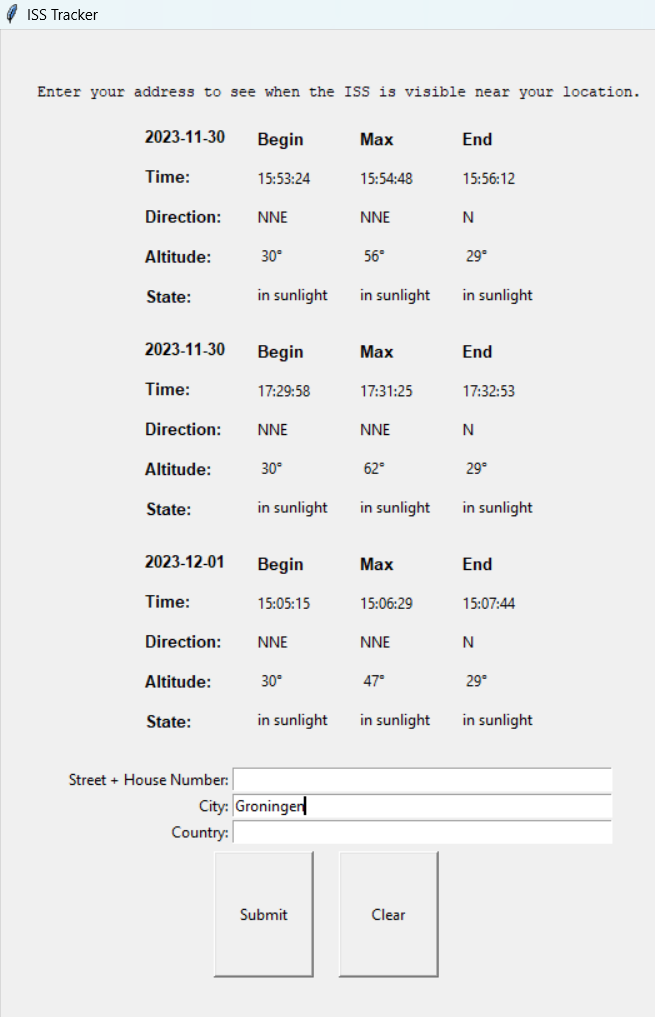 ISS Tracker
Enter your address to see when the ISS is visible near your location.
2023-11-30 Begin Max End
Time: 15:53:24 15:54:48 15:56:12
Direction: NNE NNE N
Altitude: 30° 56° 29°
State: in sunlight in sunlight in sunlight
2023-11-30 Begin Max End
Time: 17:29:58 17:31:25 17:32:53
Direction: NNE NNE N
Altitude: 30° 62° 29°
State: in sunlight in sunlight in sunlight
2023-12-01 Begin Max End
Time: 15:05:15 15:06:29 15:07:44
Direction: NNE NNE N
Altitude: 30° 47° 29°
State: in sunlight in sunlight in sunlight
Street + House Number:
City: Groningen
Country:
Submit Clear